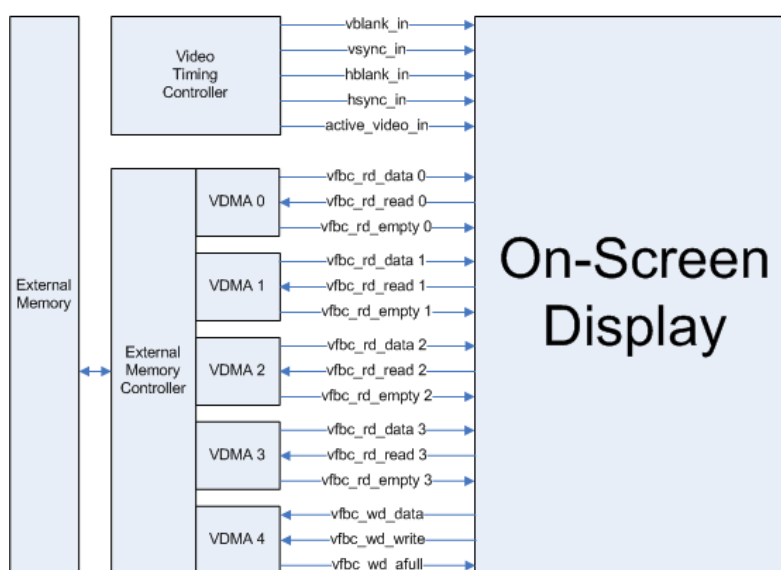 Video
Timing
Controller
vblank_in
vsync_in
hblank_in
hsync_in
active_video_in
External
Memory
External
Memory
Controller
VDMA 0
vfbc_rd_data 0
vfbc_rd_read 0
vfbc_rd_empty 0
VDMA 1
vfbc_rd_data 1
vfbc_rd_read 1
vfbc_rd_empty 1
VDMA 2
vfbc_rd_data 2
vfbc_rd_read 2
vfbc_rd_empty 2
VDMA 3
vfbc_rd_data 3
vfbc_rd_read 3
vfbc_rd_empty 3
VDMA 4
vfbc_wd_data
vfbc_wd_write
vfbc_wd_afull
On-Screen
Display